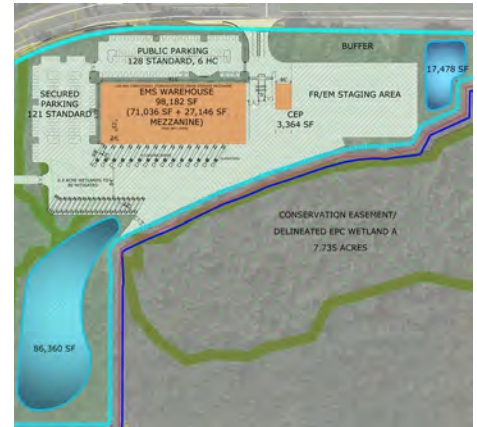 PUBLIC PARKING
128 STANDARD, 6 HC
BUFFER
17,478 SF
SECURED
PARKING
121 STANDARD
EMS WAREHOUSE
98,182 SF
(71,036 SF + 27,146 SF
MEZZANINE)
FR/EM STAGING AREA
CEP
3,364 SF
CONSERVATION EASEMENT/
DELINEATED EPC WETLAND A
7.735 ACRES
86,360 SF